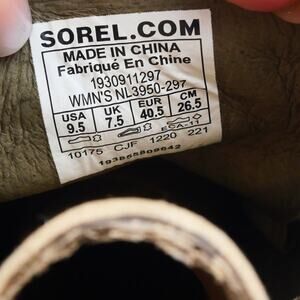 SOREL.COM
MADE IN CHINA
Fabriqué En Chine
1930911297
WMN'S NL3950-297
USA UK EUR CM
9.5 7.5 40.5 26.5
10175 CJF 1220 221